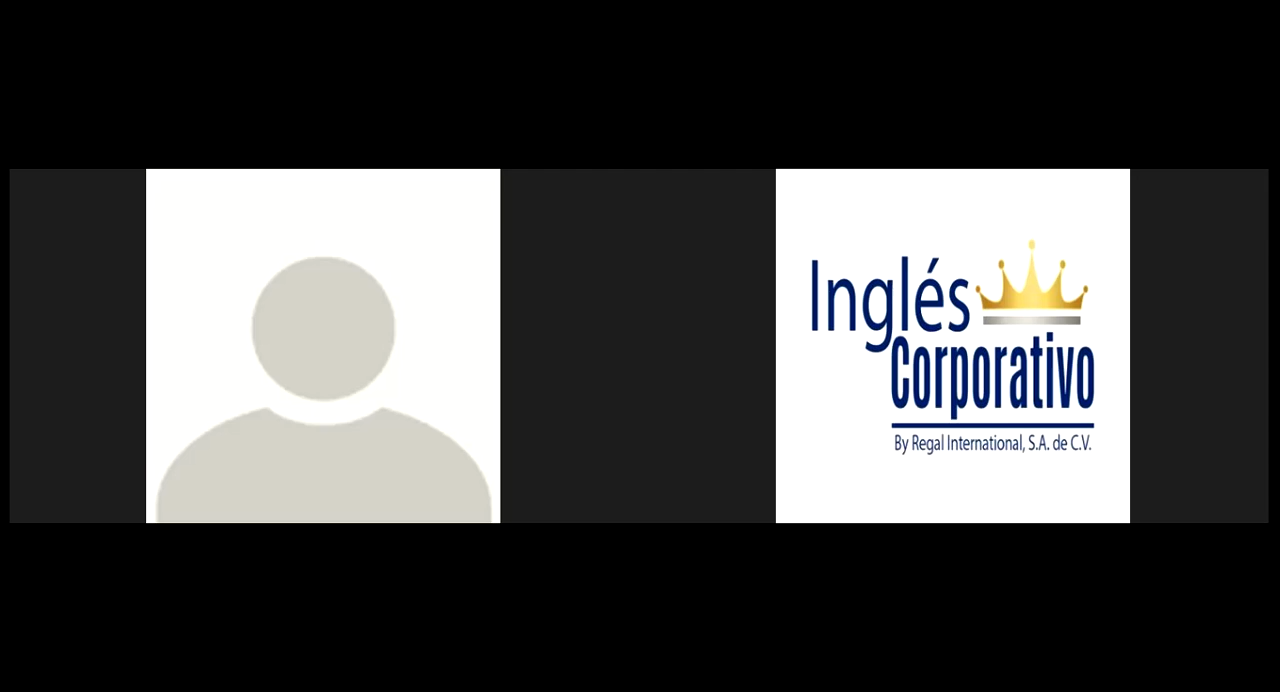 Inglés
Corporativo
By Regal International, S.A. de C.V.